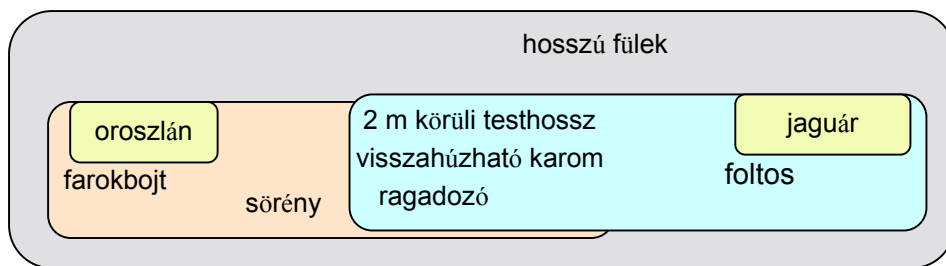 hosszú fülek
oroszlán
farokbojt
sörény
2 m körüli testhossz
visszahúzható karom
ragadozó
jaguár
foltos